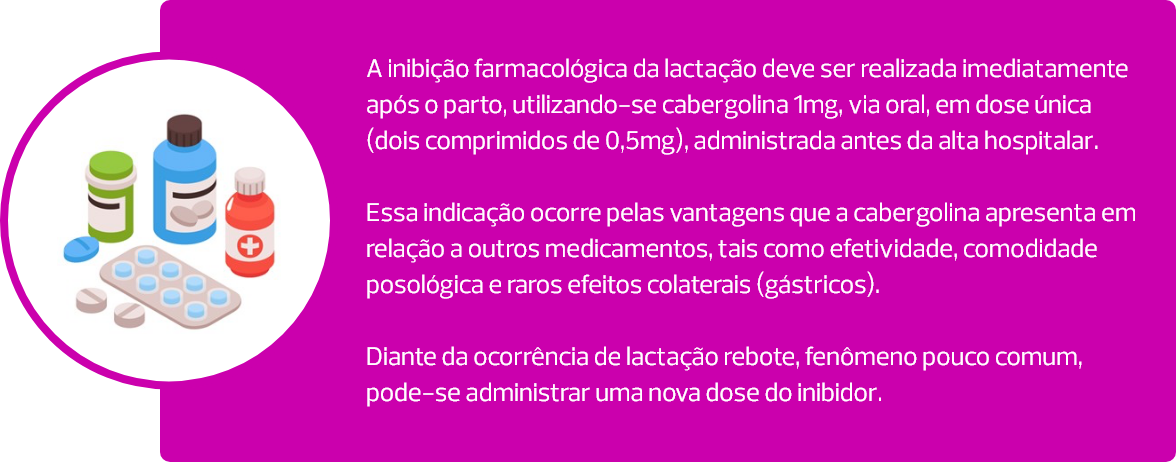 A inibição farmacológica da lactação deve ser realizada imediatamente
após o parto, utilizando-se cabergolina 1mg, via oral, em dose única
(dois comprimidos de 0,5mg), administrada antes da alta hospitalar.
Essa indicação ocorre pelas vantagens que a cabergolina apresenta em
relação a outros medicamentos, tais como efetividade, comodidade
posológica e raros efeitos colaterais (gástricos).
Diante da ocorrência de lactação rebote, fenômeno pouco comum,
pode-se administrar uma nova dose do inibidor.